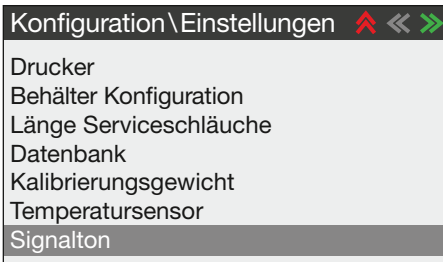 Konfiguration\Einstellungen
Drucker
Behälter Konfiguration
Länge Serviceschläuche
Datenbank
Kalibrierungsgewicht
Temperatursensor
Signalton